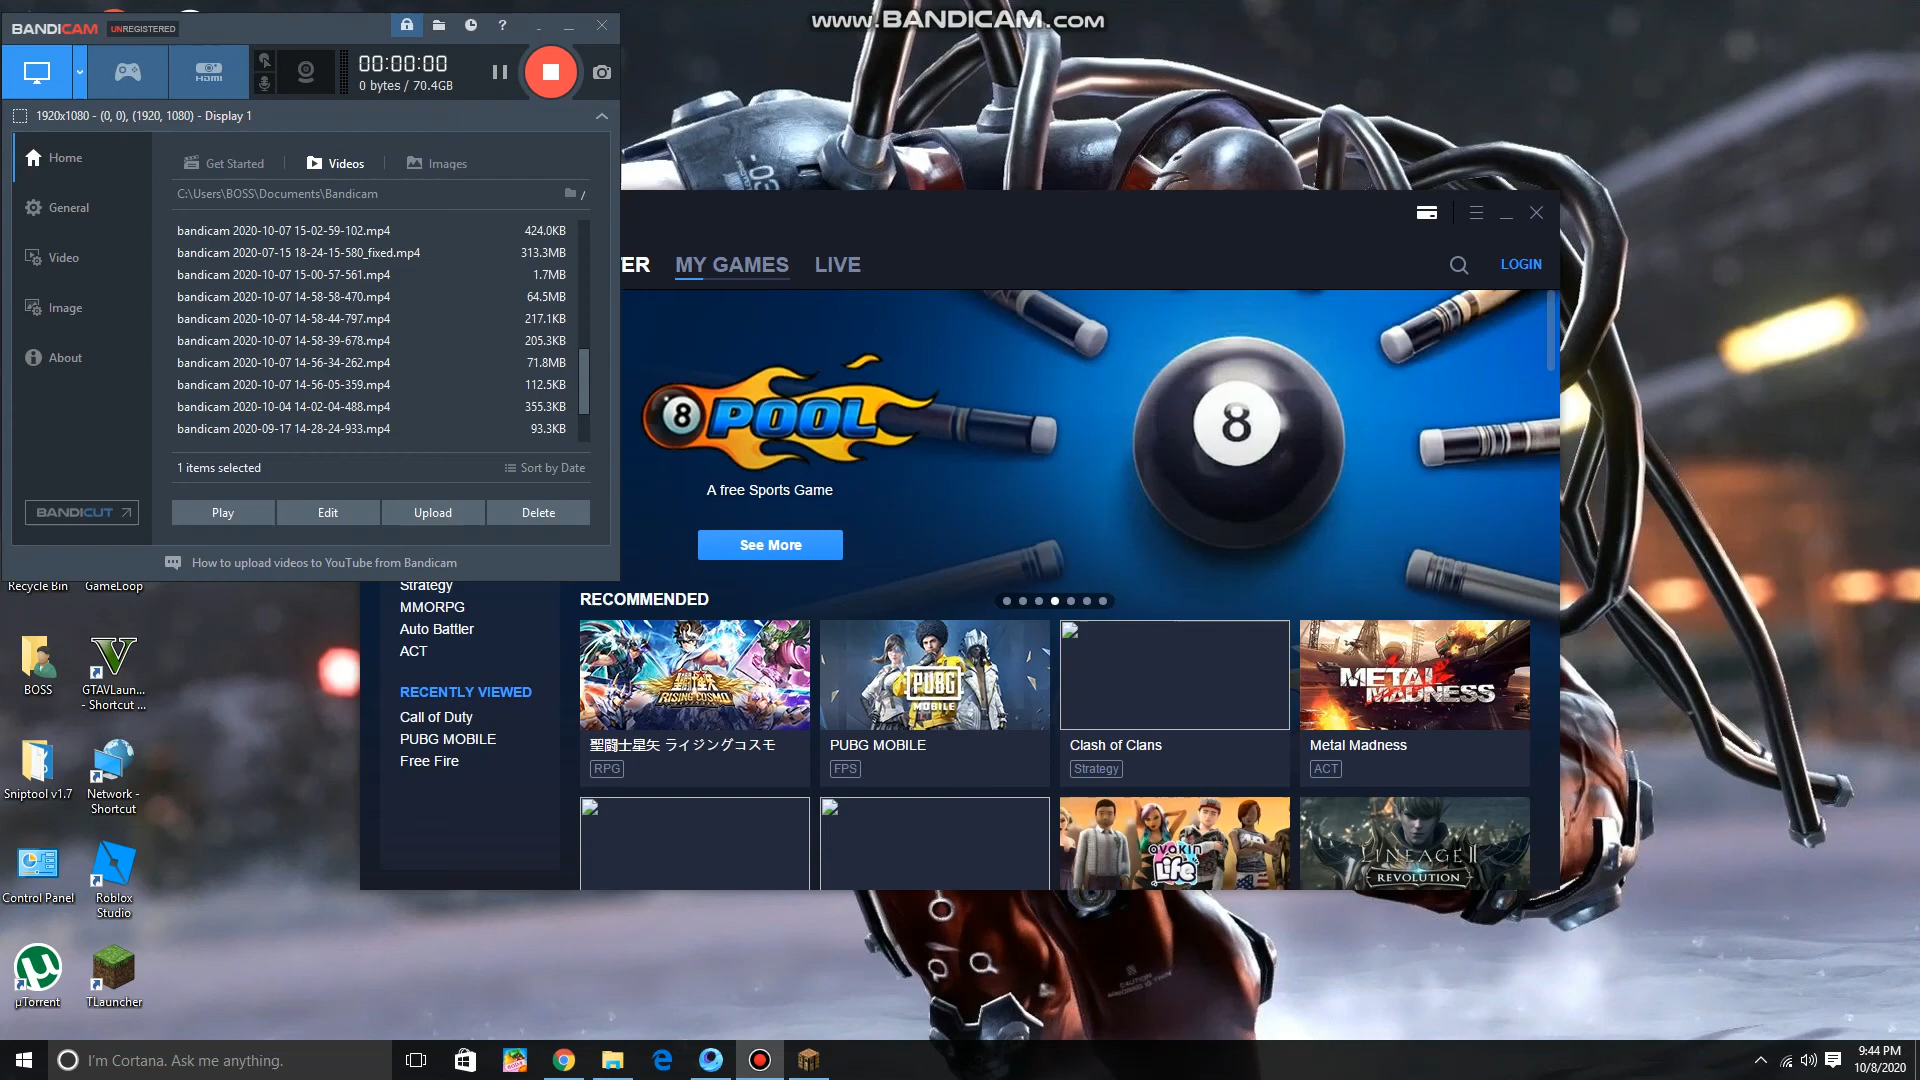 www.BANDICAM.com
BANDICAM UNREGISTERED
?
HDMI
00:00:00
0 bytes / 70.4GB
1920x1080 - (0, 0), (1920, 1080) - Display 1
Home
General
Video
Image
About
BANDICUT
Get Started
Videos
Images
C:\Users\BOSS\Documents\Bandicam
/
bandicam 2020-10-07 15-02-59-102.mp4 424.0KB
bandicam 2020-07-15 18-24-15-580_fixed.mp4 313.3MB
bandicam 2020-10-07 15-00-57-561.mp4 1.7MB
bandicam 2020-10-07 14-58-58-470.mp4 64.5MB
bandicam 2020-10-07 14-58-44-797.mp4 217.1KB
bandicam 2020-10-07 14-58-39-678.mp4 205.3KB
bandicam 2020-10-07 14-56-34-262.mp4 71.8MB
bandicam 2020-10-07 14-56-05-359.mp4 112.5KB
bandicam 2020-10-04 14-02-04-488.mp4 355.3KB
bandicam 2020-09-17 14-28-24-933.mp4 93.3KB
1 items selected
Sort by Date
Play
Edit
Upload
Delete
How to upload videos to YouTube from Bandicam
ER
MY GAMES
LIVE
LOGIN
8 POOL
8
A free Sports Game
See More
Strategy
MMORPG
Auto Battler
ACT
RECENTLY VIEWED
Call of Duty
PUBG MOBILE
Free Fire
RECOMMENDED
RISING COSMO
聖闘士星矢 ライジングコスモ
RPG
PUBG
MOBILE
PUBG MOBILE
FPS
Clash of Clans
Strategy
METAL
MADNESS
Metal Madness
ACT
avakin
Life
LINEAGE II
REVOLUTION
Recycle Bin
GameLoop
BOSS
GTAVLaun...
- Shortcut ...
Sniptool v1.7
Network -
Shortcut
Control Panel
Roblox
Studio
µTorrent
TLauncher
I'm Cortana. Ask me anything.
9:44 PM
10/8/2020